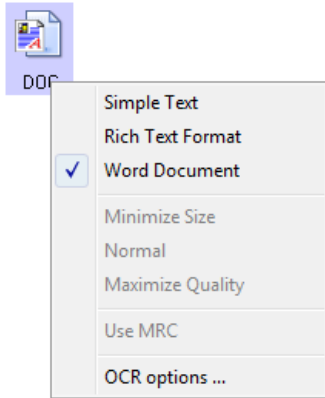 DOC
Simple Text
Rich Text Format
Word Document
Minimize Size
Normal
Maximize Quality
Use MRC
OCR options ...